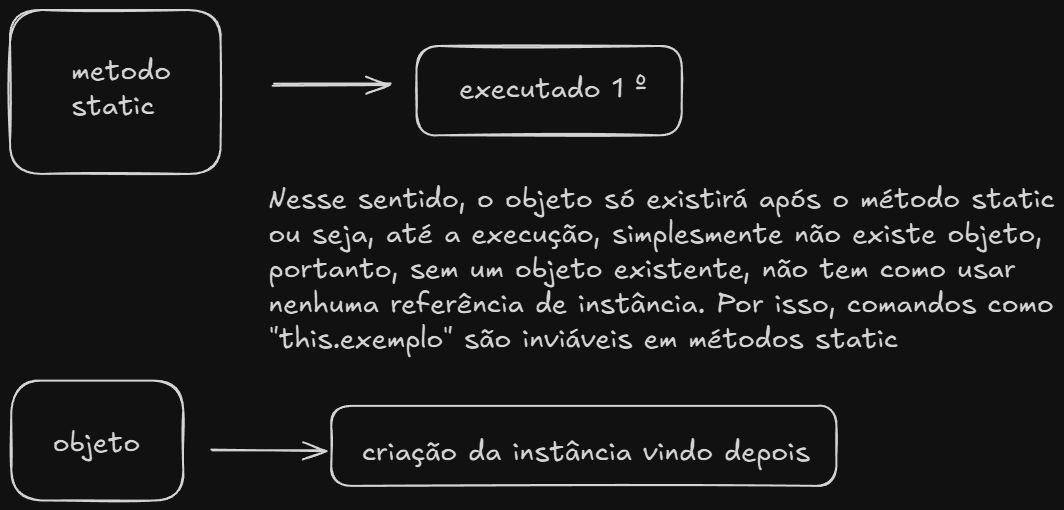 metodo
static
executado 1º
Nesse sentido, o objeto só existirá após o método static
ou seja, até a execução, simplesmente não existe objeto,
portanto, sem um objeto existente, não tem como usar
nenhuma referência de instância. Por isso, comandos como
"this.exemplo" são inviáveis em métodos static
objeto
criação da instância vindo depois